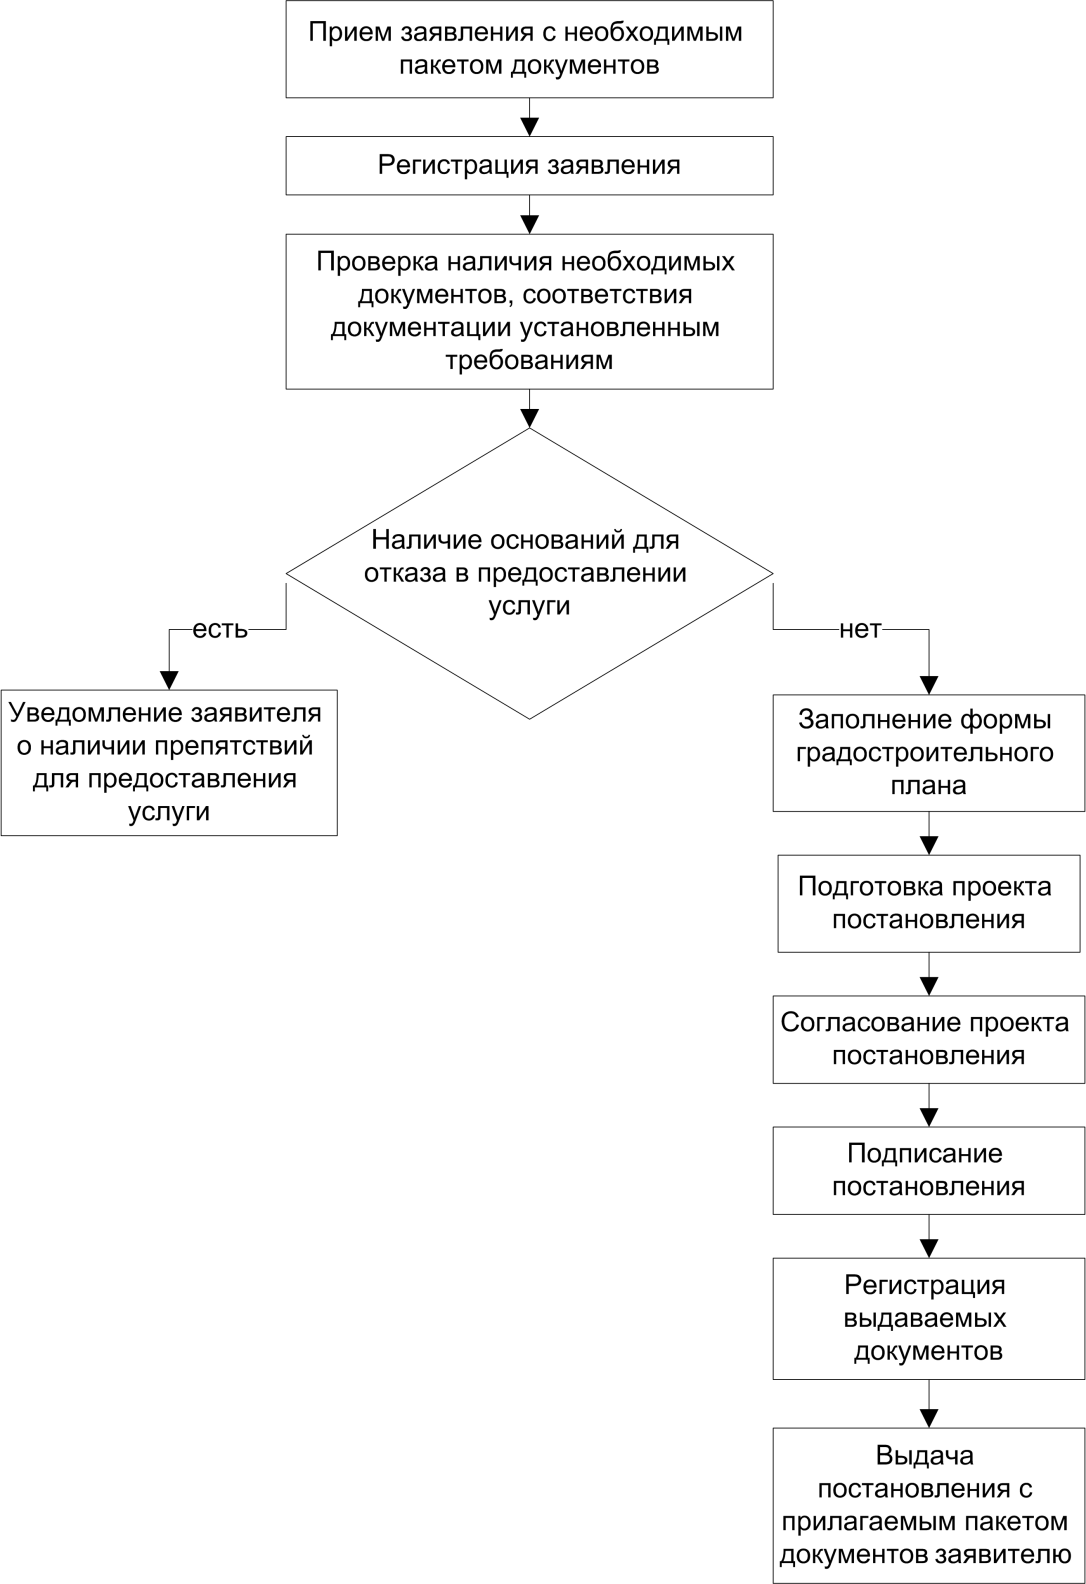 Прием заявления с необходимым
пакетом документов
Регистрация заявления
Проверка наличия необходимых
документов, соответствия
документации установленным
требованиям
Наличие оснований для
отказа в предоставлении
услуги
есть
нет
Уведомление заявителя
о наличии препятствий
для предоставления
услуги
Заполнение формы
градостроительного
плана
Подготовка проекта
постановления
Согласование проекта
постановления
Подписание
постановления
Регистрация
выдаваемых
документов
Выдача
постановления с
прилагаемым пакетом
документов заявителю